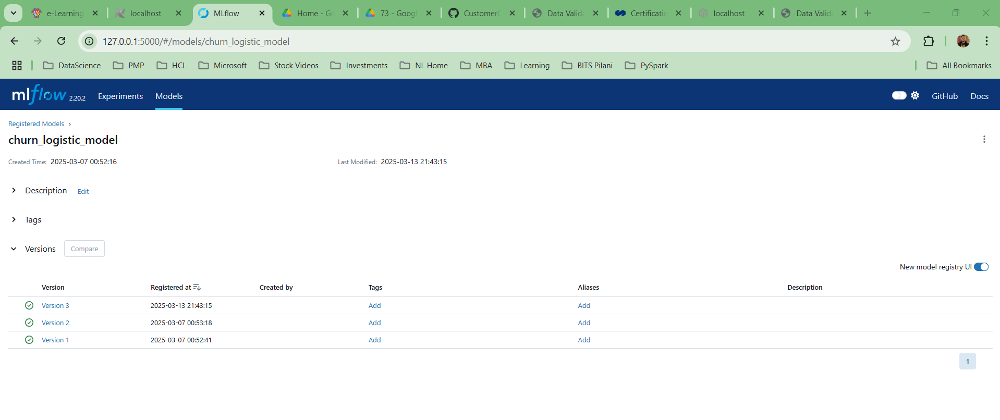 e-Learning localhost MLflow Home - Go 73 - Googl CustomerC Data Valida Certificatio localhost Data Valida
127.0.0.1:5000/#/models/churn_logistic_model
DataScience PMP HCL Microsoft Stock Videos Investments NL Home MBA Learning BITS Pilani PySpark All Bookmarks
mlflow 2.20.2 Experiments Models GitHub Docs
Registered Models
churn_logistic_model
Created Time: 2025-03-07 00:52:16 Last Modified: 2025-03-13 21:43:15
Description Edit
Tags
Versions Compare
New model registry UI
Version Registered at Created by Tags Aliases Description
Version 3 2025-03-13 21:43:15 Add Add
Version 2 2025-03-07 00:53:18 Add Add
Version 1 2025-03-07 00:52:41 Add Add
1